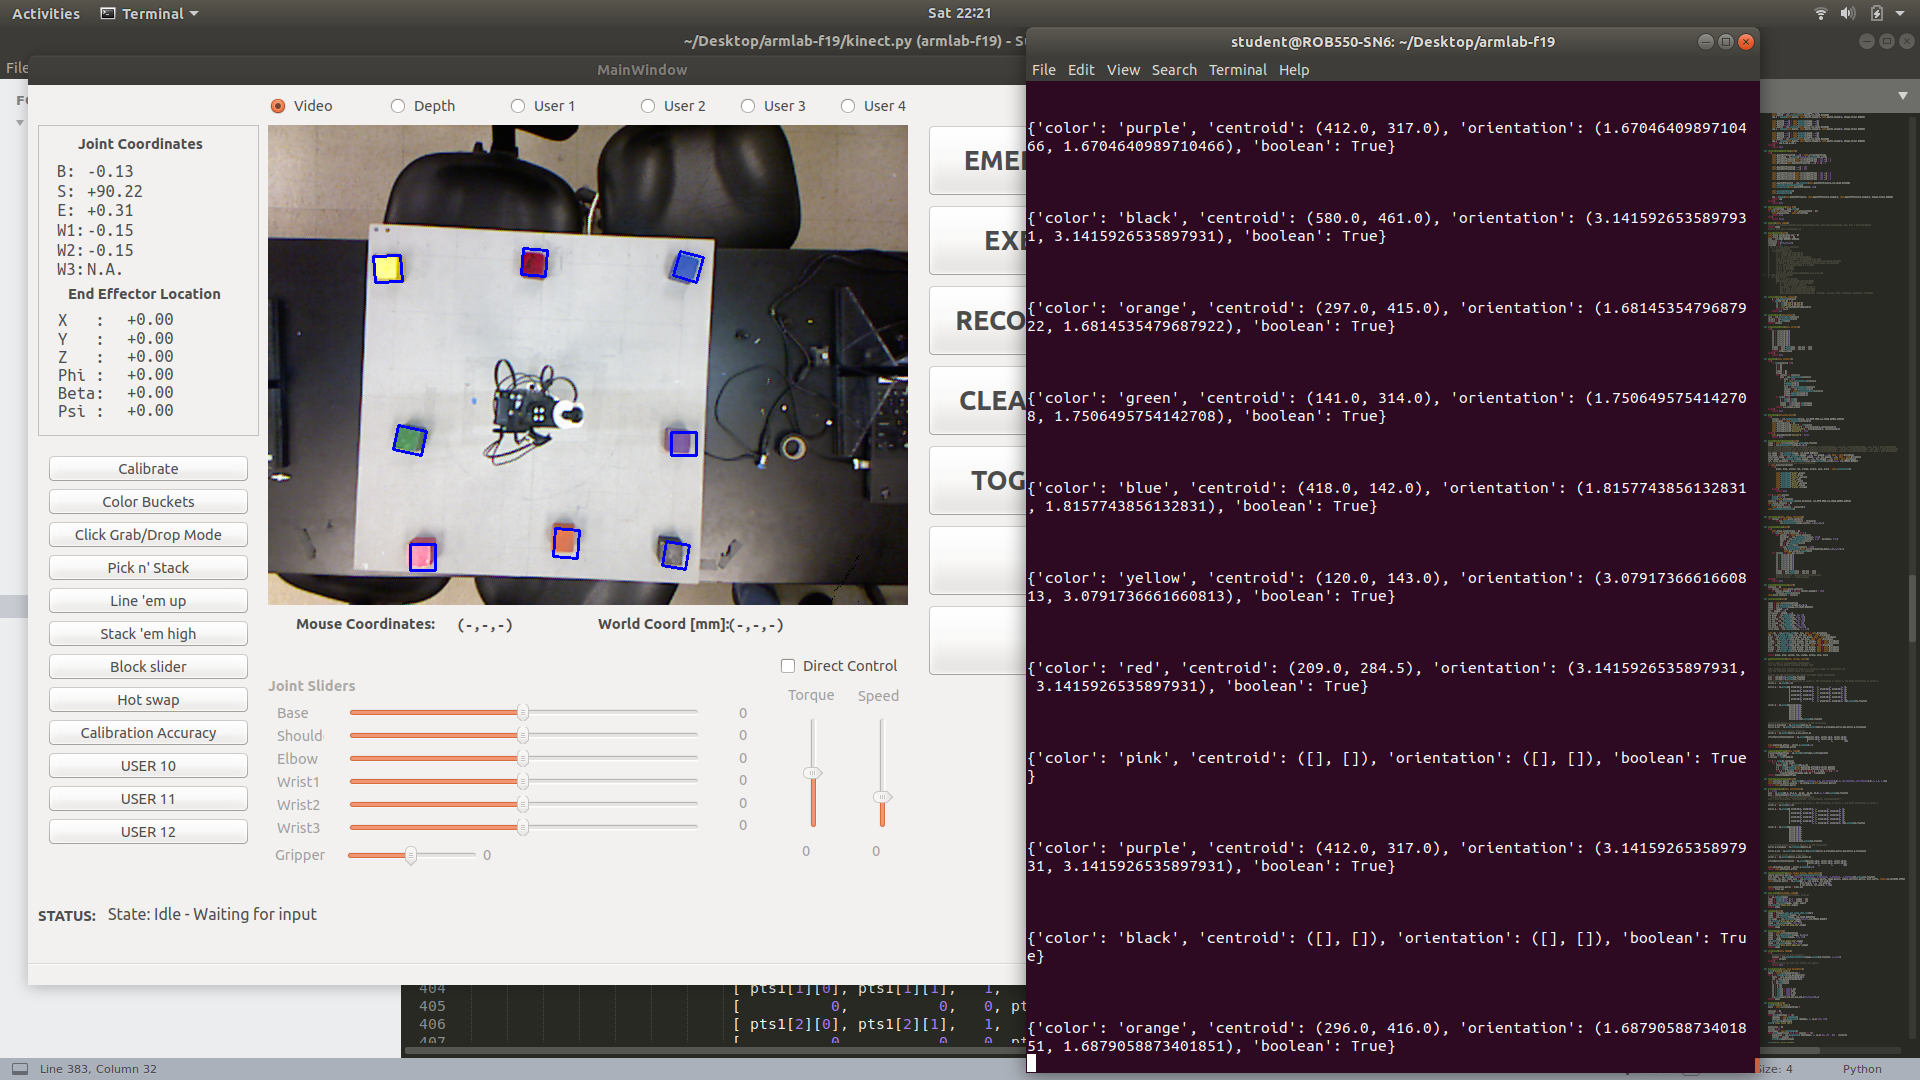 Activities
Terminal
Sat 22:21
~/Desktop/armlab-f19/kinect.py (armlab-f19) - Su
File
MainWindow
Video
Depth
User 1
User 2
User 3
User 4
Joint Coordinates
B: -0.13
S: +90.22
E: +0.31
W1:-0.15
W2:-0.15
W3:N.A.
End Effector Location
X : +0.00
Y : +0.00
Z : +0.00
Phi : +0.00
Beta: +0.00
Psi : +0.00
Calibrate
Color Buckets
Click Grab/Drop Mode
Pick n' Stack
Line 'em up
Stack 'em high
Block slider
Hot swap
Calibration Accuracy
USER 10
USER 11
USER 12
EME
EXE
RECO
CLEA
TOG
Mouse Coordinates: (-,-,-)
World Coord [mm]:(-,-,-)
Direct Control
Joint Sliders
Torque
Speed
Base 0
Should 0
Elbow 0
Wrist1 0
Wrist2 0
Wrist3 0
Gripper 0
0
0
STATUS: State: Idle - Waiting for input
404 [ pts1[1][0], pts1[1][1], 1,
405 [ 0, 0, 0, pt
406 [ pts1[2][0], pts1[2][1], 1,
407 [ 0 0 0 pt
Line 383, Column 32
student@ROB550-SN6: ~/Desktop/armlab-f19
File Edit View Search Terminal Help
{'color': 'purple', 'centroid': (412.0, 317.0), 'orientation': (1.67046409897104
66, 1.6704640989710466), 'boolean': True}
{'color': 'black', 'centroid': (580.0, 461.0), 'orientation': (3.141592653589793
1, 3.1415926535897931), 'boolean': True}
{'color': 'orange', 'centroid': (297.0, 415.0), 'orientation': (1.68145354796879
22, 1.6814535479687922), 'boolean': True}
{'color': 'green', 'centroid': (141.0, 314.0), 'orientation': (1.750649575414270
8, 1.7506495754142708), 'boolean': True}
{'color': 'blue', 'centroid': (418.0, 142.0), 'orientation': (1.8157743856132831
, 1.8157743856132831), 'boolean': True}
{'color': 'yellow', 'centroid': (120.0, 143.0), 'orientation': (3.07917366616608
13, 3.0791736661660813), 'boolean': True}
{'color': 'red', 'centroid': (209.0, 284.5), 'orientation': (3.1415926535897931,
 3.1415926535897931), 'boolean': True}
{'color': 'pink', 'centroid': ([], []), 'orientation': ([], []), 'boolean': True
}
{'color': 'purple', 'centroid': (412.0, 317.0), 'orientation': (3.14159265358979
31, 3.1415926535897931), 'boolean': True}
{'color': 'black', 'centroid': ([], []), 'orientation': ([], []), 'boolean': Tru
e}
{'color': 'orange', 'centroid': (296.0, 416.0), 'orientation': (1.68790588734018
51, 1.6879058873401851), 'boolean': True}
ize: 4
Python